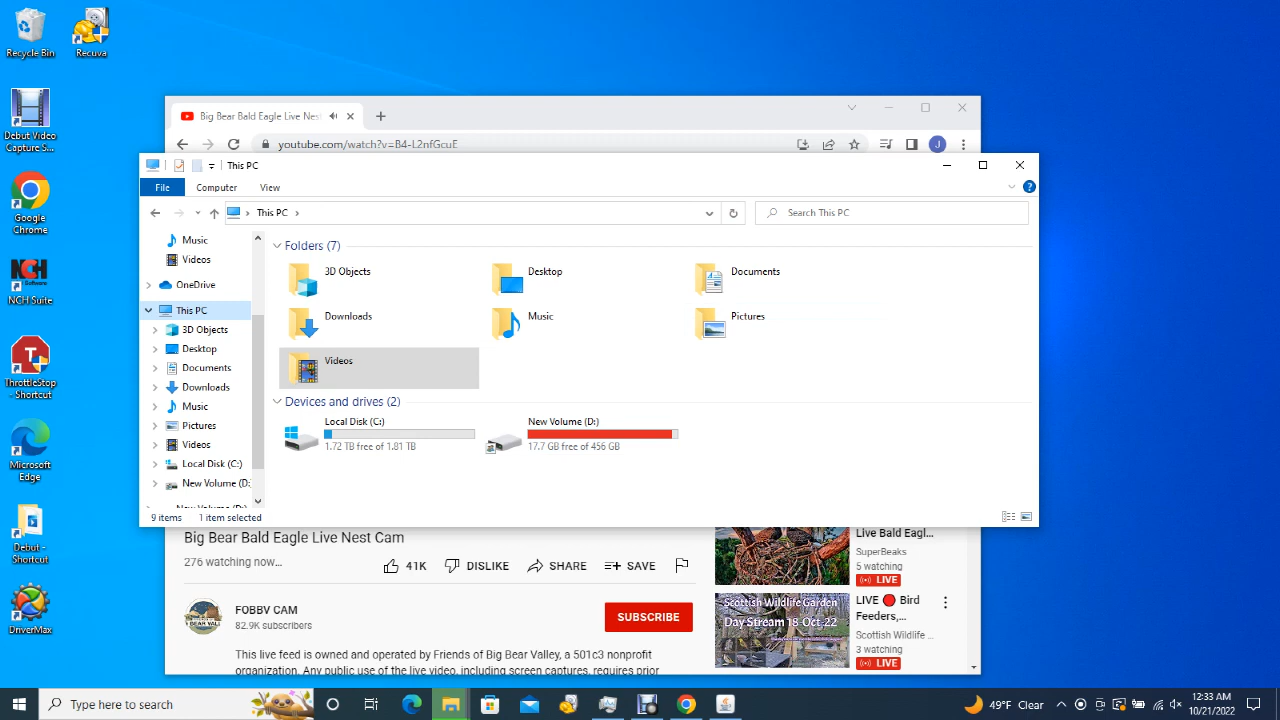 Recycle Bin
Recuva
Debut Video
Capture S...
Google
Chrome
NCH
Software
NCH Suite
ThrottleStop
- Shortcut
Microsoft
Edge
Debut -
Shortcut
DriverMax
Big Bear Bald Eagle Live Nest
youtube.com/watch?v=B4-L2nfGcuE
J
This PC
File
Computer
View
This PC
Search This PC
Music
Videos
OneDrive
This PC
3D Objects
Desktop
Documents
Downloads
Music
Pictures
Videos
Local Disk (C:)
New Volume (D:
New Volume (D:)
Folders (7)
3D Objects
Desktop
Documents
Downloads
Music
Pictures
Videos
Devices and drives (2)
Local Disk (C:)
1.72 TB free of 1.81 TB
New Volume (D:)
17.7 GB free of 456 GB
9 items
1 item selected
Big Bear Bald Eagle Live Nest Cam
276 watching now...
41K
DISLIKE
SHARE
SAVE
FOBBV CAM
82.9K subscribers
SUBSCRIBE
This live feed is owned and operated by Friends of Big Bear Valley, a 501c3 nonprofit
organization. Any public use of the live video, including screen captures, requires prior
Live Bald Eagl...
SuperBeaks
5 watching
LIVE
Scottish Wildlife Garden
Day Stream 18 Oct 22
LIVE 🔴 Bird
Feeders,...
Scottish Wildlife ...
3 watching
LIVE
Type here to search
49°F Clear
12:33 AM
10/21/2022